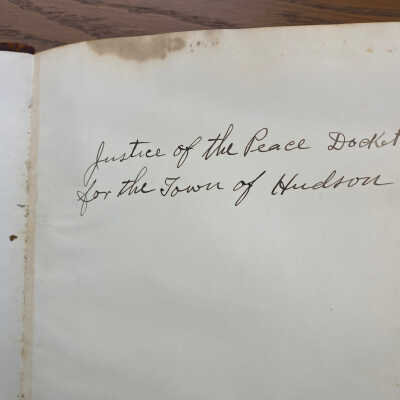 Justice of the Peace Docket
for the Town of Hudson